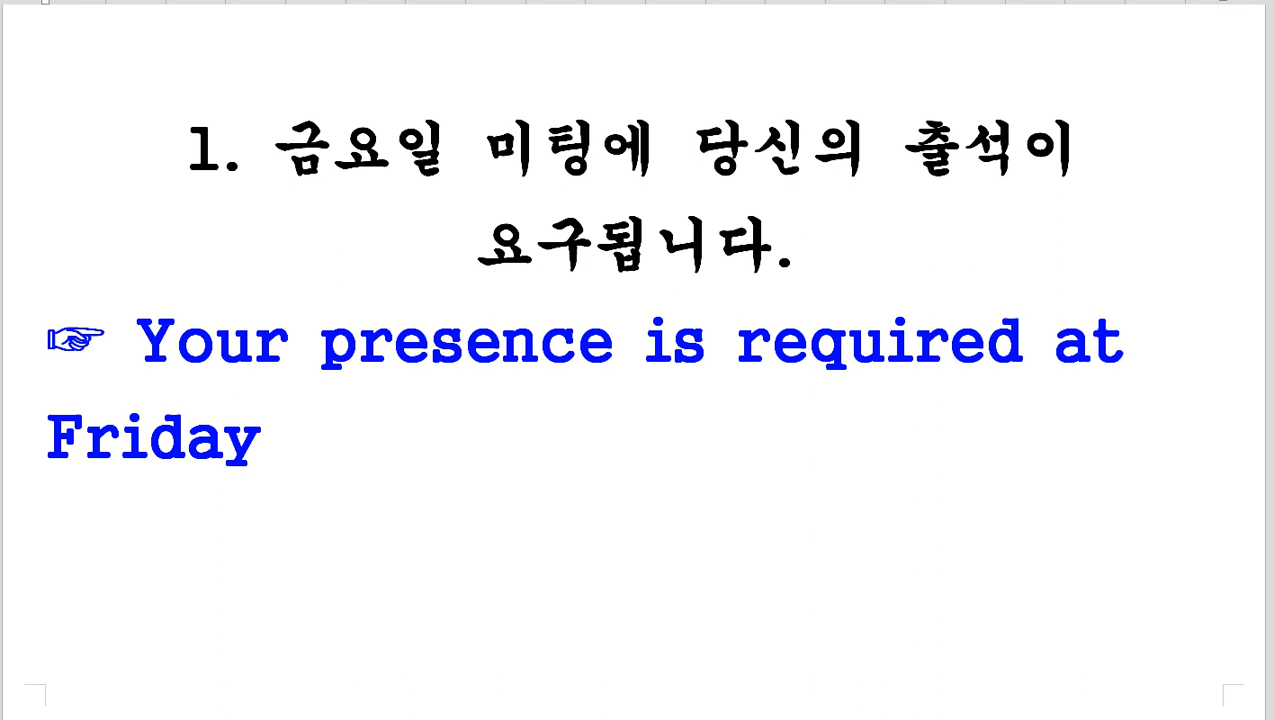 1. 금요일 미팅에 당신의 출석이
요구됩니다.
☞ Your presence is required at
Friday